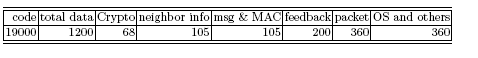 code total data Crypto neighbor info msg & MAC feedback packet OS and others
19000 1200 68 105 105 200 360 360